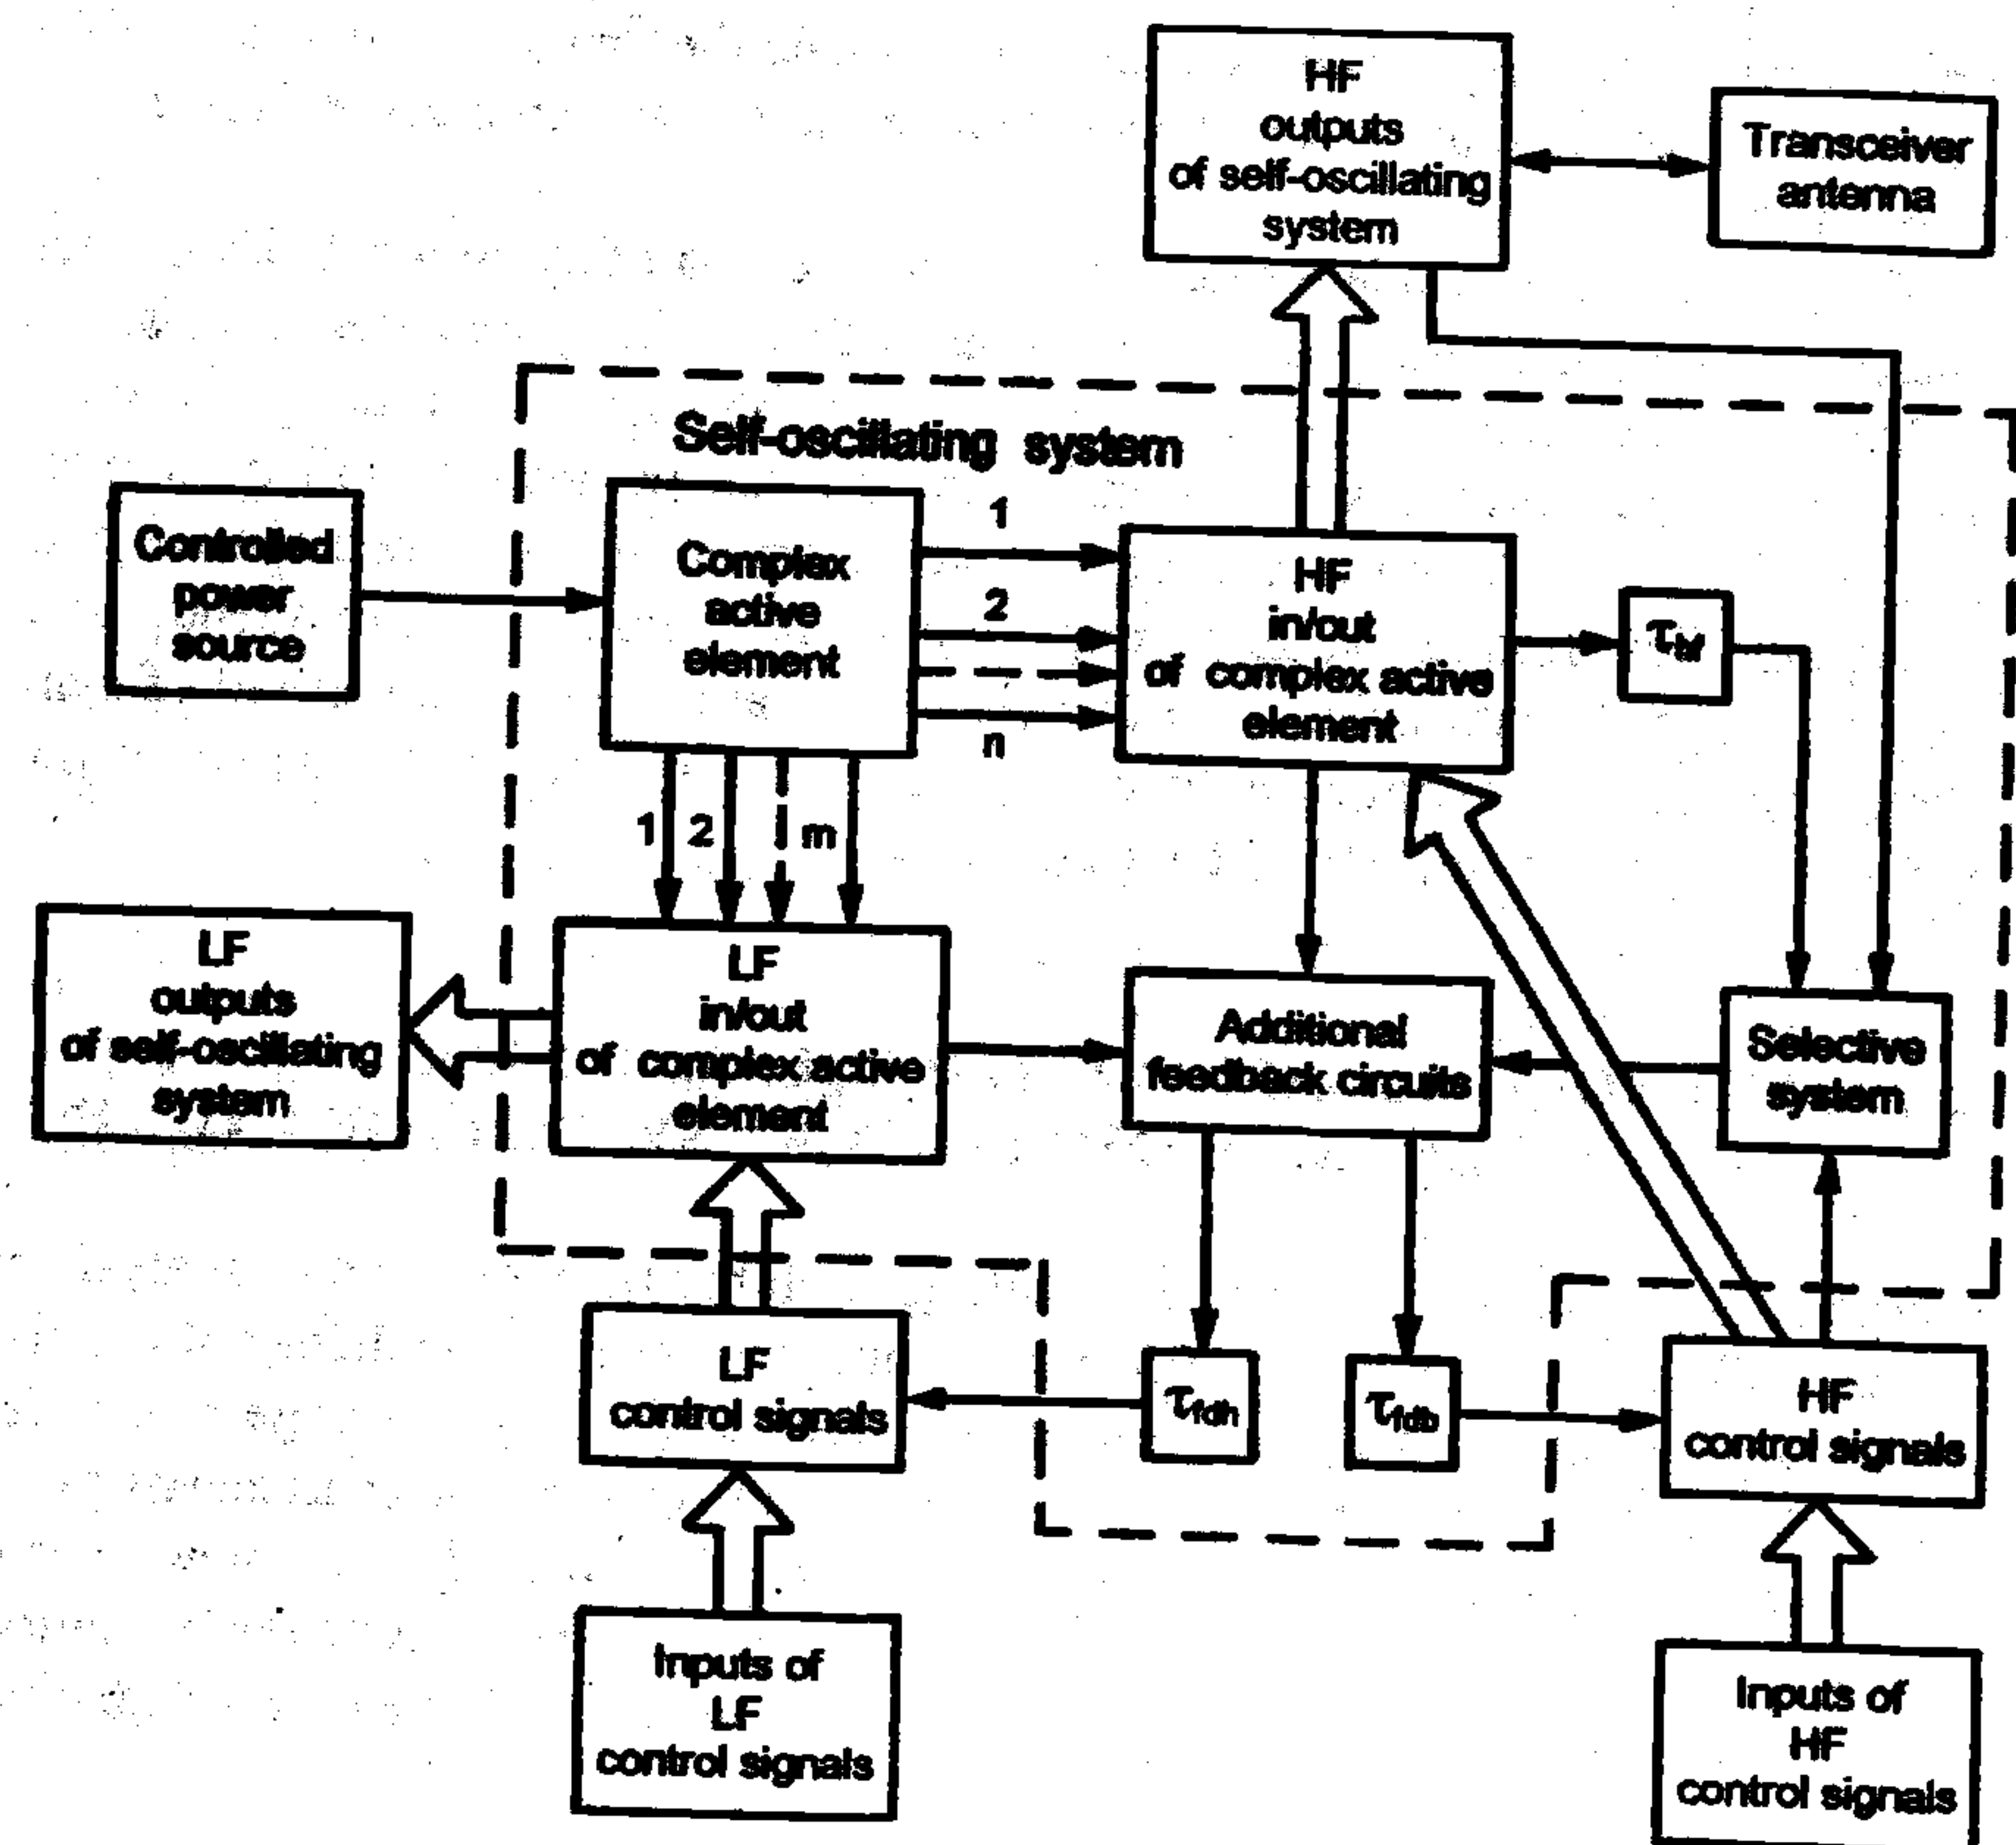 HF
outputs
of self-oscillating
system
Transceiver
antenna
Self-oscillating system
Controlled
power
source
Complex
active
element
1
2
n
HF
in/out
of complex active
element
τhf
1
2
m
LF
outputs
of self-oscillating
system
LF
in/out
of complex active
element
Additional
feedback circuits
Selective
system
LF
control signals
τfdh
τfdb
HF
control signals
Inputs of
LF
control signals
Inputs of
HF
control signals